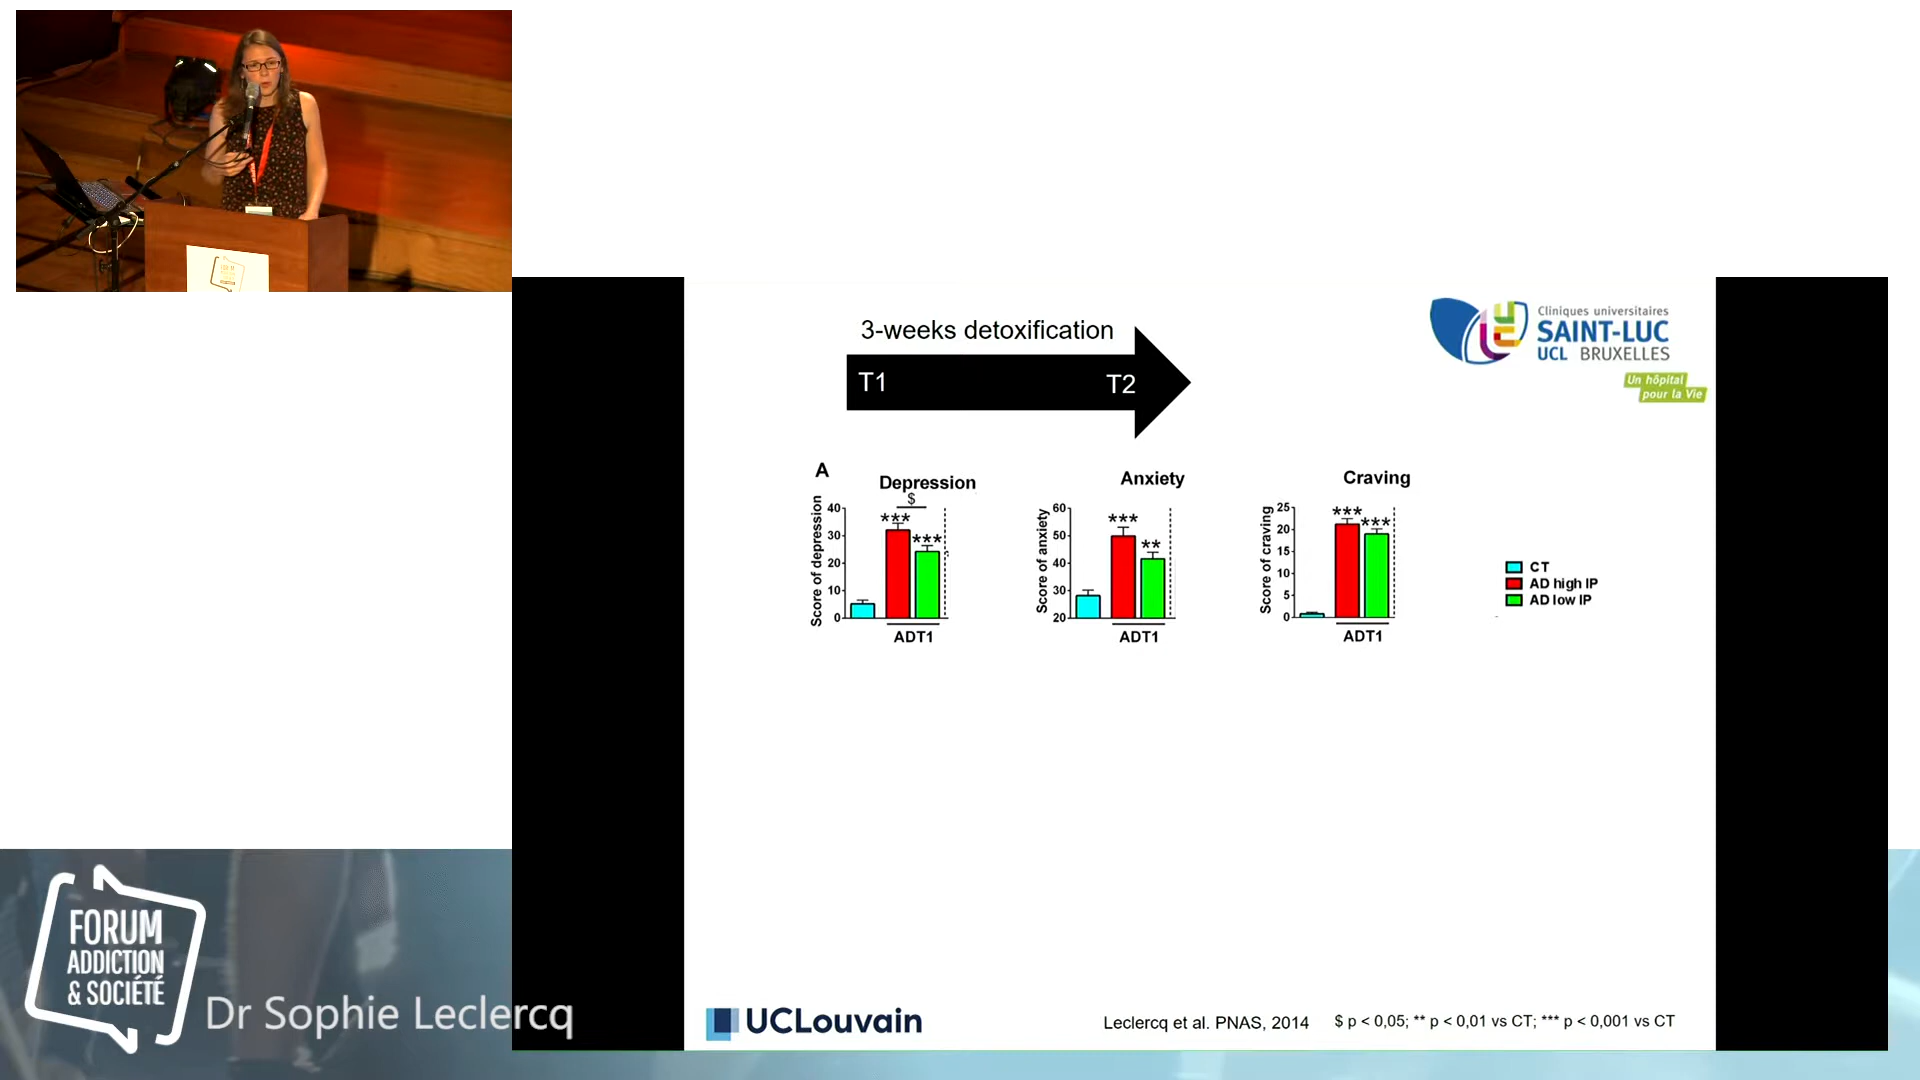 3-weeks detoxification
T1
T2
Cliniques universitaires
SAINT-LUC
UCL BRUXELLES
Un hôpital
pour la Vie
A
Depression
$
***
***
Score of depression
40
30
20
10
0
ADT1
Anxiety
***
**
Score of anxiety
60
50
40
30
20
ADT1
Craving
***
***
Score of craving
25
20
15
10
5
0
ADT1
CT
AD high IP
AD low IP
FORUM
ADDICTION
& SOCIÉTÉ
Dr Sophie Leclercq
UCLouvain
Leclercq et al. PNAS, 2014
$ p < 0,05; ** p < 0,01 vs CT; *** p < 0,001 vs CT